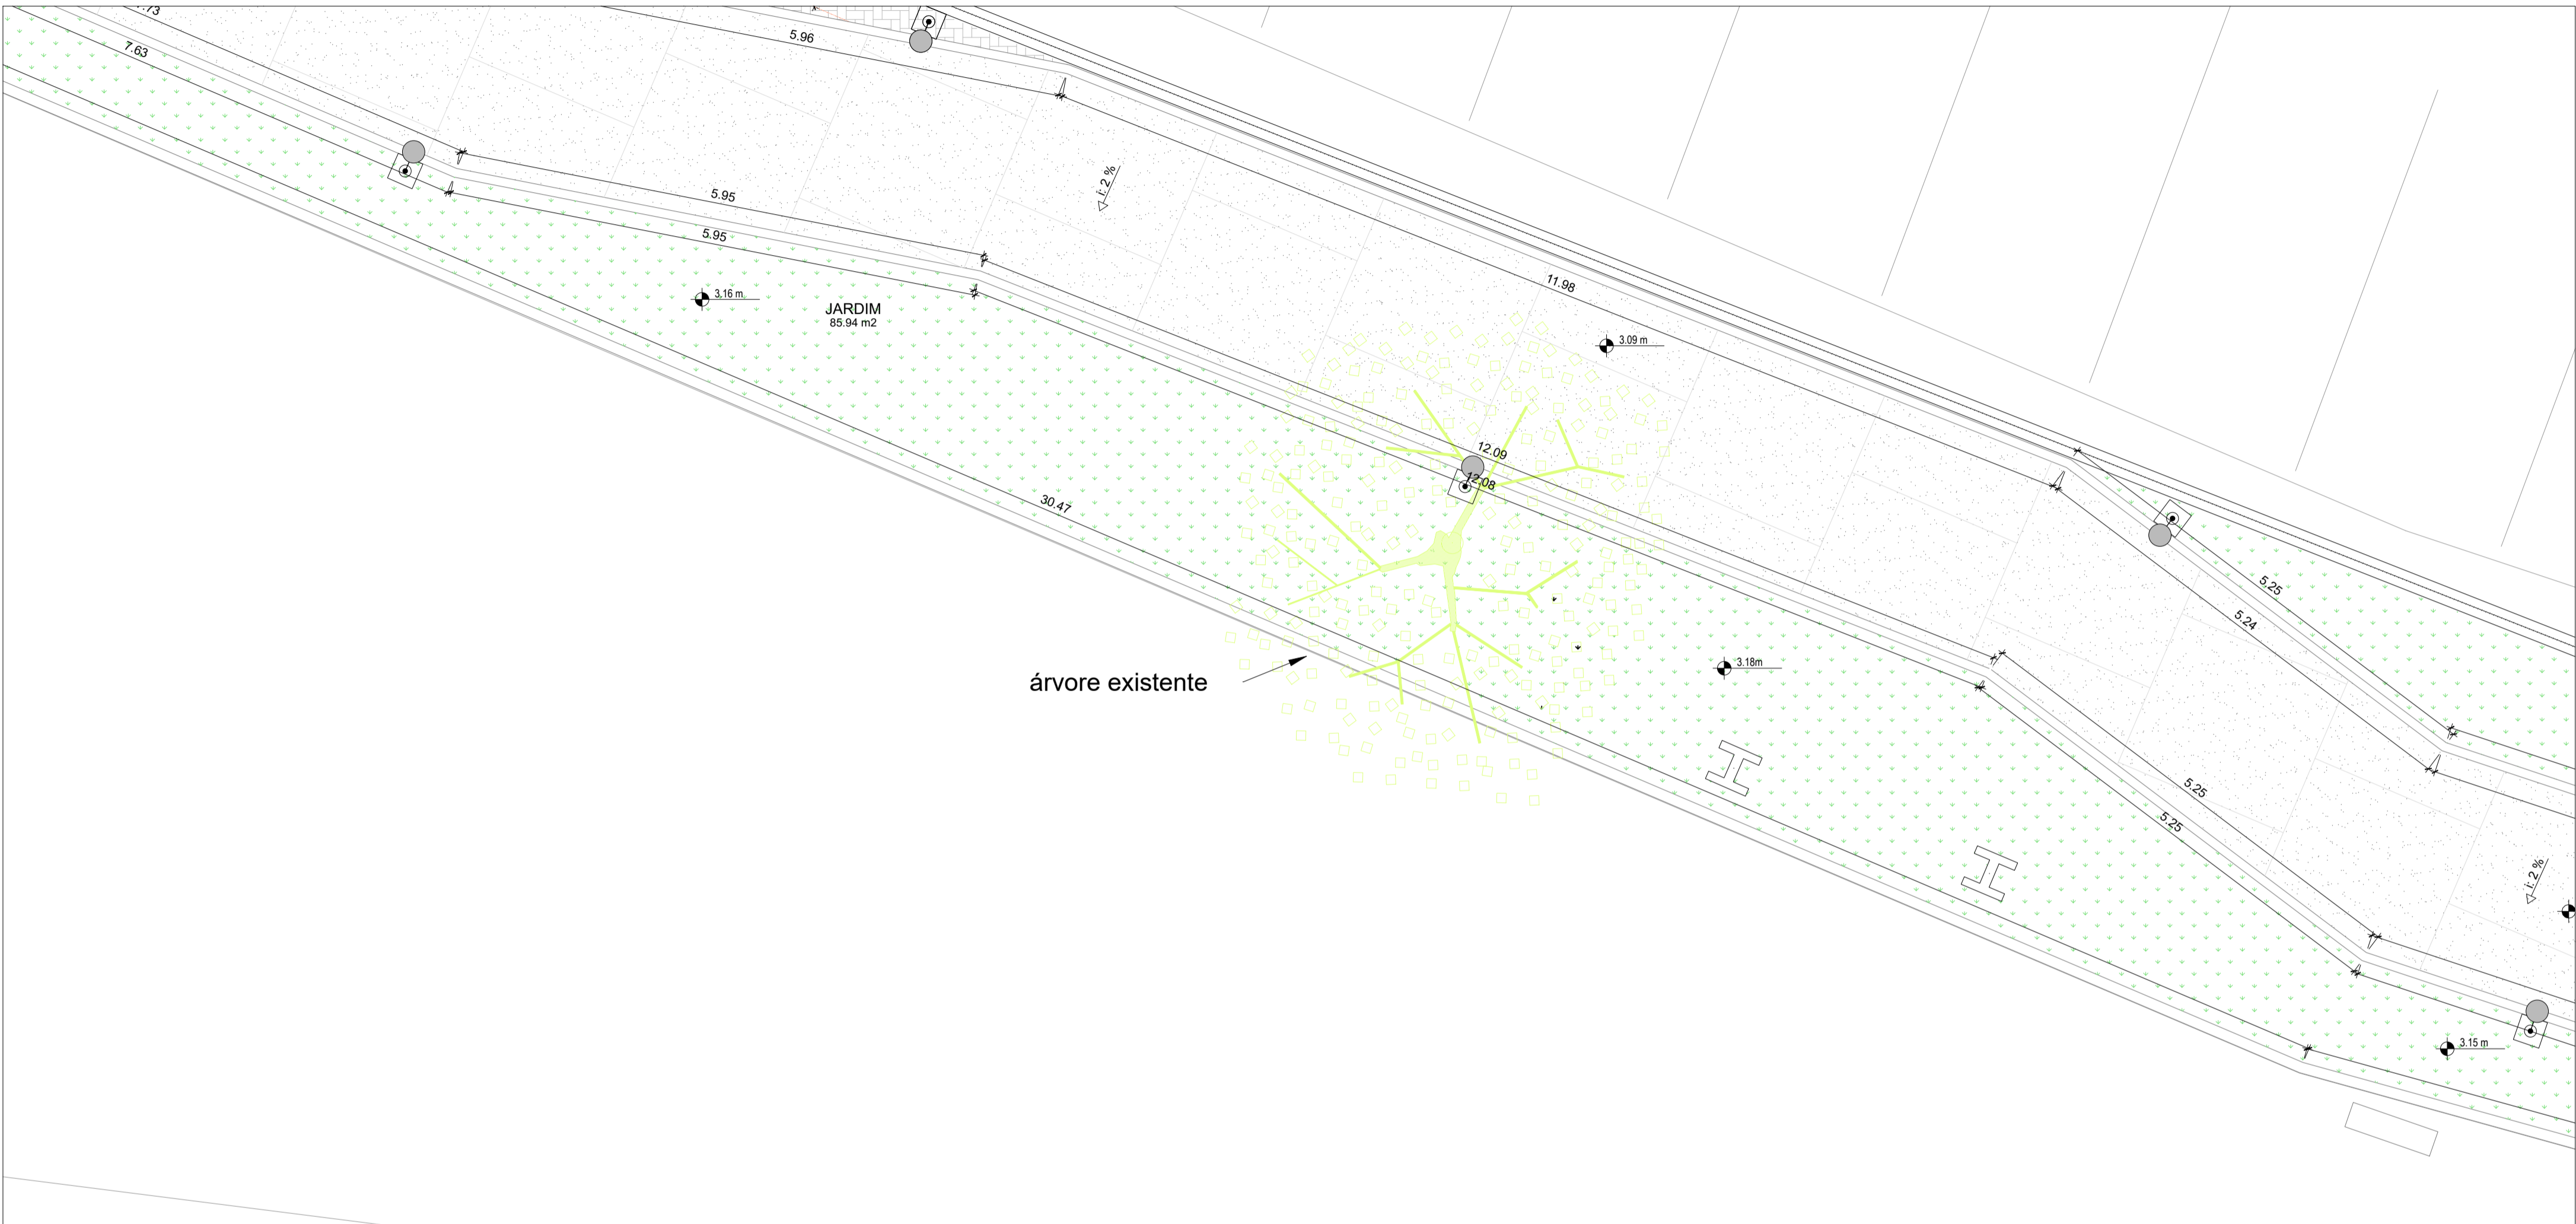 7.63
5.96
5.95
5.95
i: 2 %
3.16 m
JARDIM
85.94 m2
11.98
3.09 m
12.09
12.08
30.47
árvore existente
3.18m
5.25
5.24
5.25
5.25
i: 2 %
3.15 m